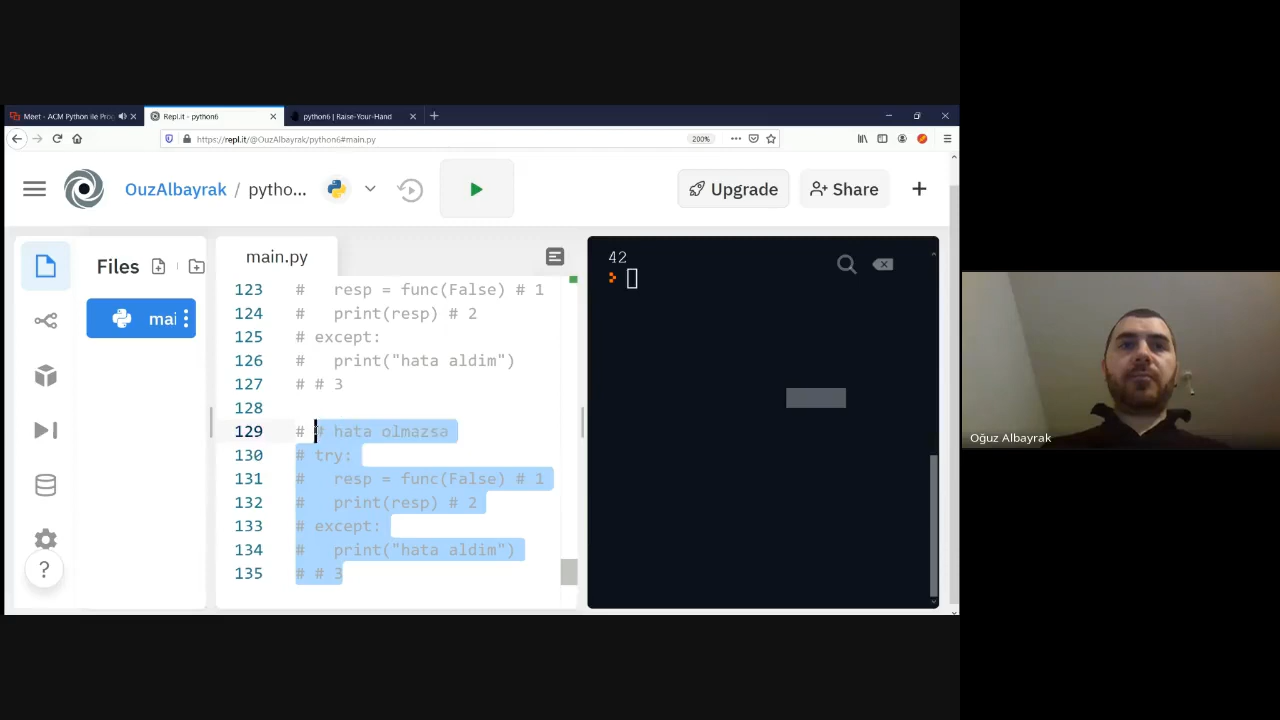 Meet - ACM Python ile Prog
Repl.it - python6
python6 | Raise-Your-Hand
https://repl.it/@OuzAlbayrak/python6#main.py
200%
OuzAlbayrak / pytho...
Upgrade
Share
Files
mai
main.py
123 # resp = func(False) # 1
124 # print(resp) # 2
125 # except:
126 # print("hata aldim")
127 # # 3
128
129 # # hata olmazsa
130 # try:
131 # resp = func(False) # 1
132 # print(resp) # 2
133 # except:
134 # print("hata aldim")
135 # # 3
42
Oğuz Albayrak